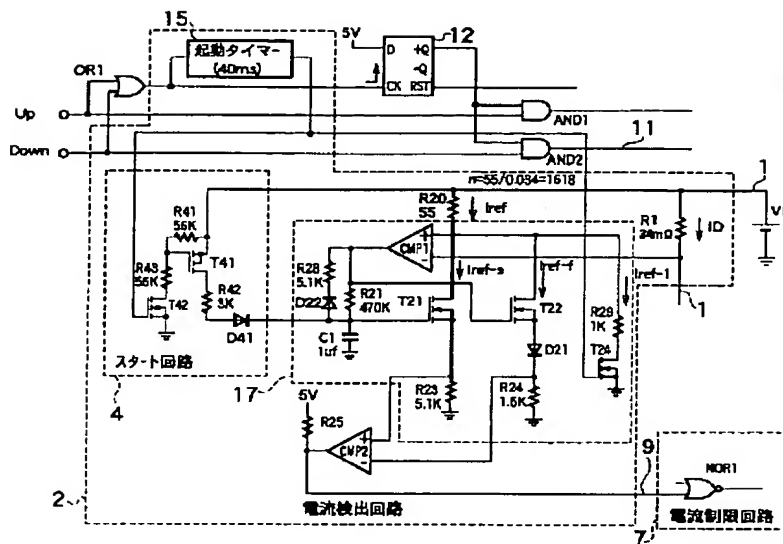 15
起動タイマー
(40ms)
5V
12
D
+Q
-Q
CK
RST
OR1
Up
Down
AND1
AND2
11
n=55/0.034=1618
1
R20
55
Iref
R1
34mΩ
ID
R41
56K
T41
R43
56K
T42
R42
3K
D41
スタート回路
4
R28
5.1K
D22
R21
470K
C1
1uf
CMP1
+
-
Iref-s
Iref-f
Iref-1
T21
T22
D21
R29
1K
T24
R23
5.1K
R24
1.5K
17
5V
R25
CMP2
+
-
1
2
電流検出回路
9
NOR1
電流制限回路
7